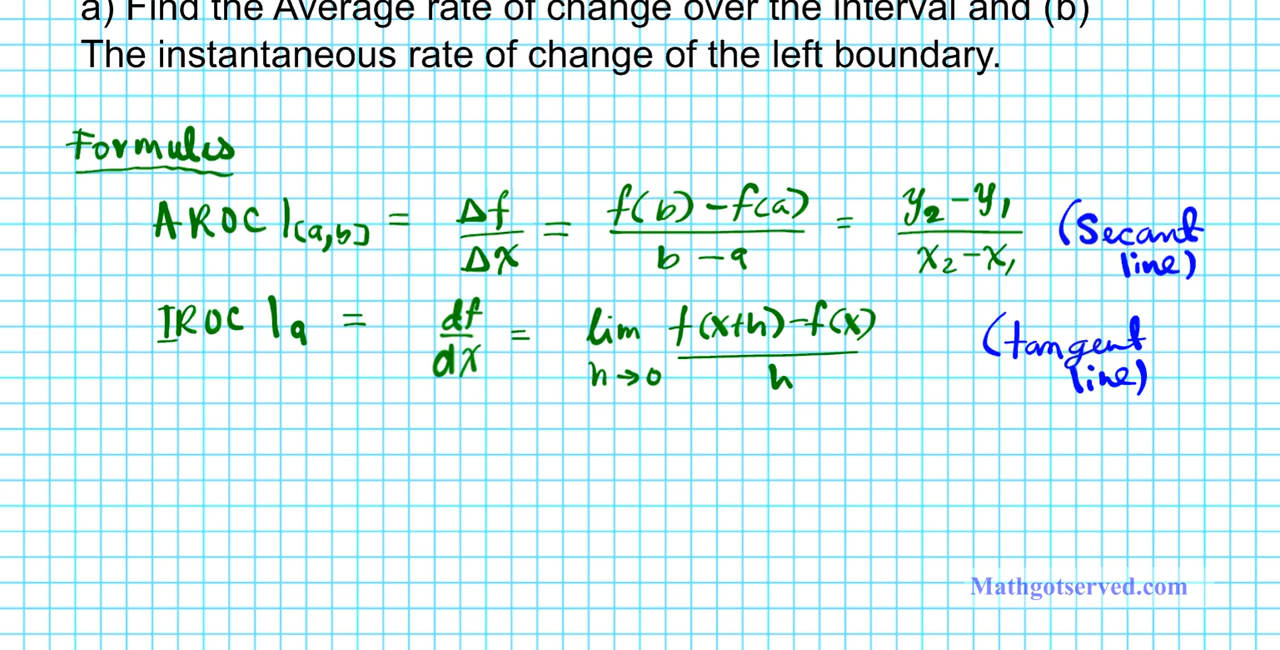 a) Find the Average rate of change over the interval and (b)
The instantaneous rate of change of the left boundary.
Formulas
AROC |[a,b] = Δf/Δx = f(b)-f(a)/b-a = y₂-y₁/x₂-x₁ (Secant line)
IROC |a = df/dx = lim h→0 f(x+h)-f(x)/h (tangent line)
Mathgotserved.com